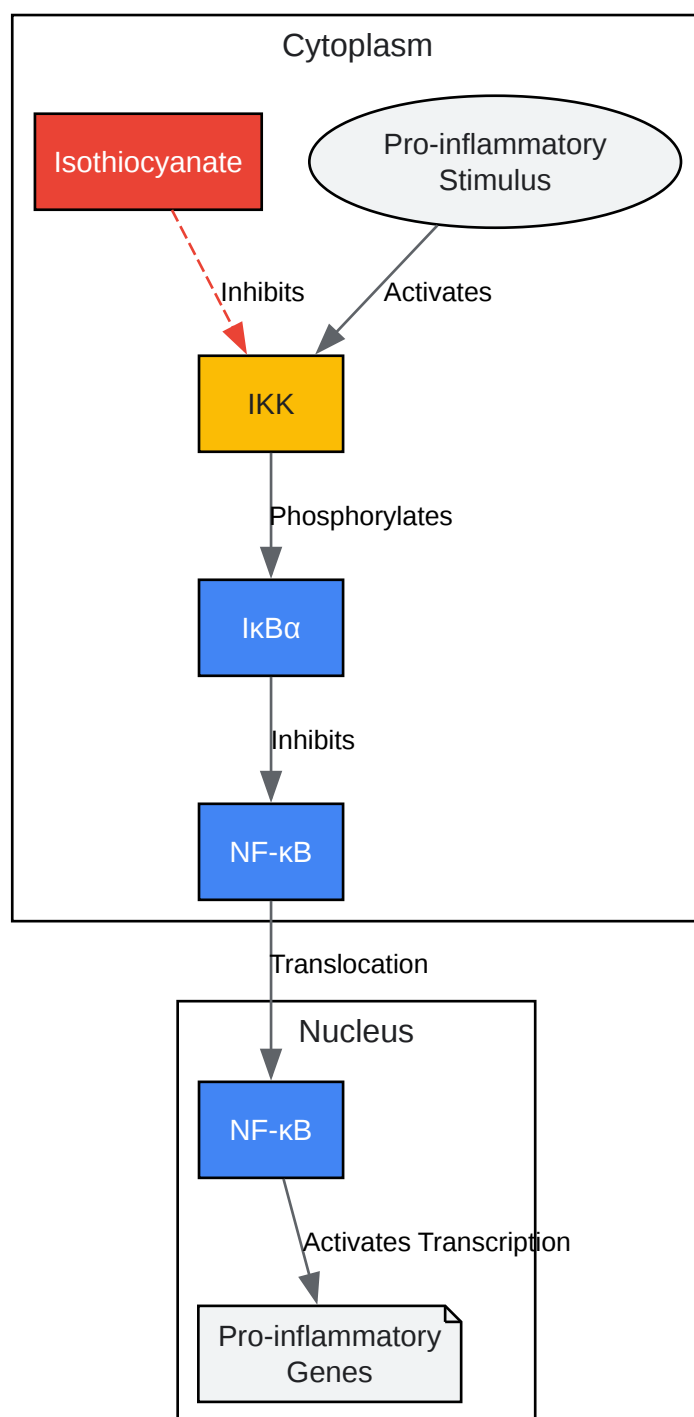 Cytoplasm
Isothiocyanate
Pro-inflammatory
Stimulus
Inhibits
Activates
IKK
Phosphorylates
IκBα
Inhibits
NF-κB
Translocation
Nucleus
NF-κB
Activates Transcription
Pro-inflammatory
Genes